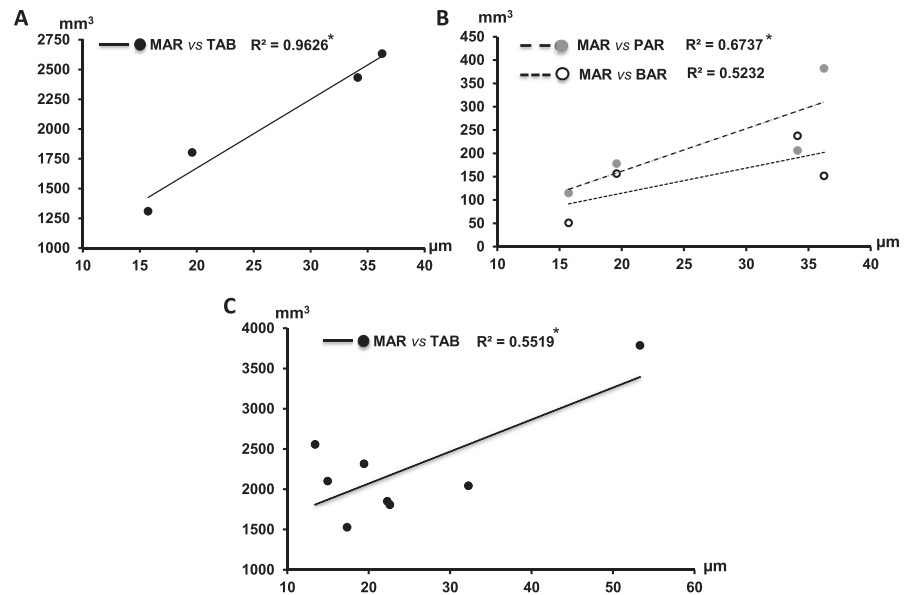 A
mm³
MAR vs TAB R² = 0.9626*
2750
2500
2250
2000
1750
1500
1250
1000
10 15 20 25 30 35 40
µm
B
mm³
MAR vs PAR R² = 0.6737*
MAR vs BAR R² = 0.5232
450
400
350
300
250
200
150
100
50
0
10 15 20 25 30 35 40
µm
C
mm³
MAR vs TAB R² = 0.5519*
4000
3500
3000
2500
2000
1500
1000
10 20 30 40 50 60
µm